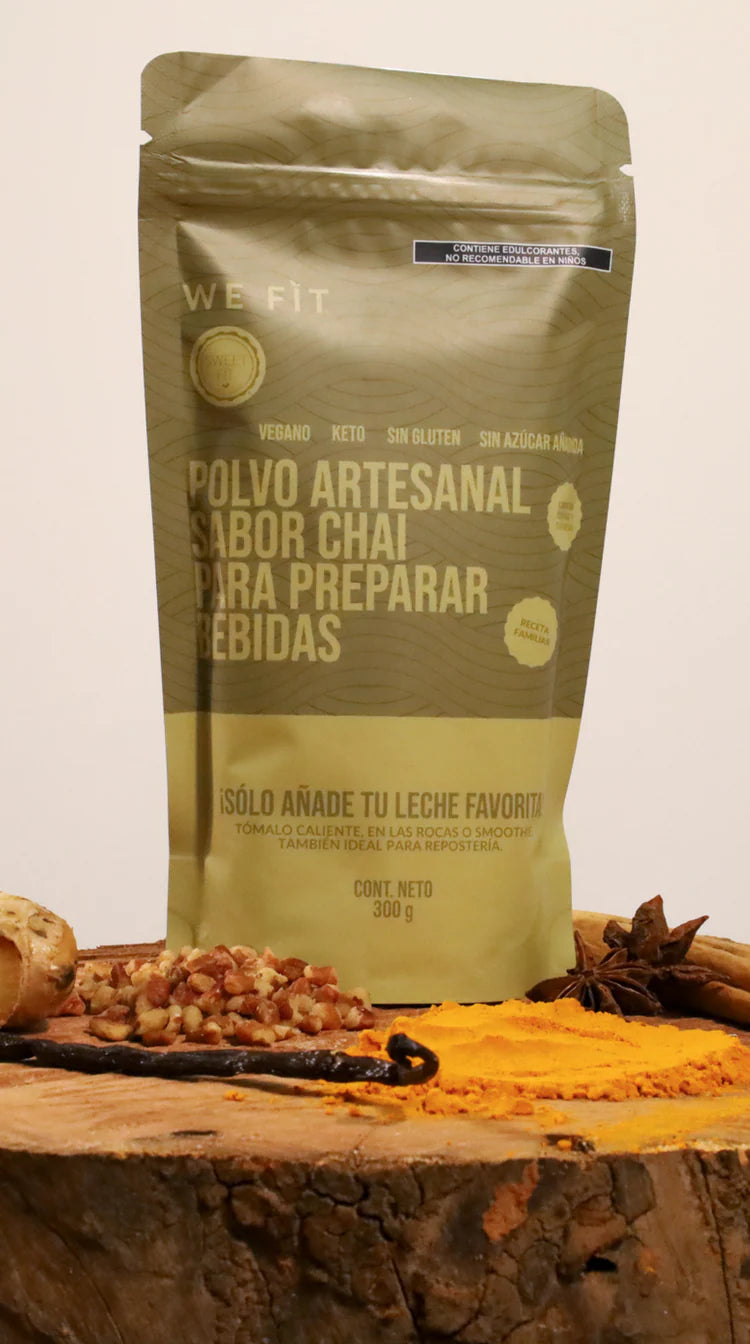 CONTIENE EDULCORANTES,
NO RECOMENDABLE EN NIÑOS
WE FÌT
SWEET
FIT
VEGANO KETO SIN GLUTEN SIN AZÚCAR AÑADIDA
POLVO ARTESANAL
SABOR CHAI
PARA PREPARAR
BEBIDAS
RECETA
FAMILIAR
¡SÓLO AÑADE TU LECHE FAVORITA!
TÓMALO CALIENTE, EN LAS ROCAS O SMOOTHIE
TAMBIÉN IDEAL PARA REPOSTERÍA.
CONT. NETO
300 g